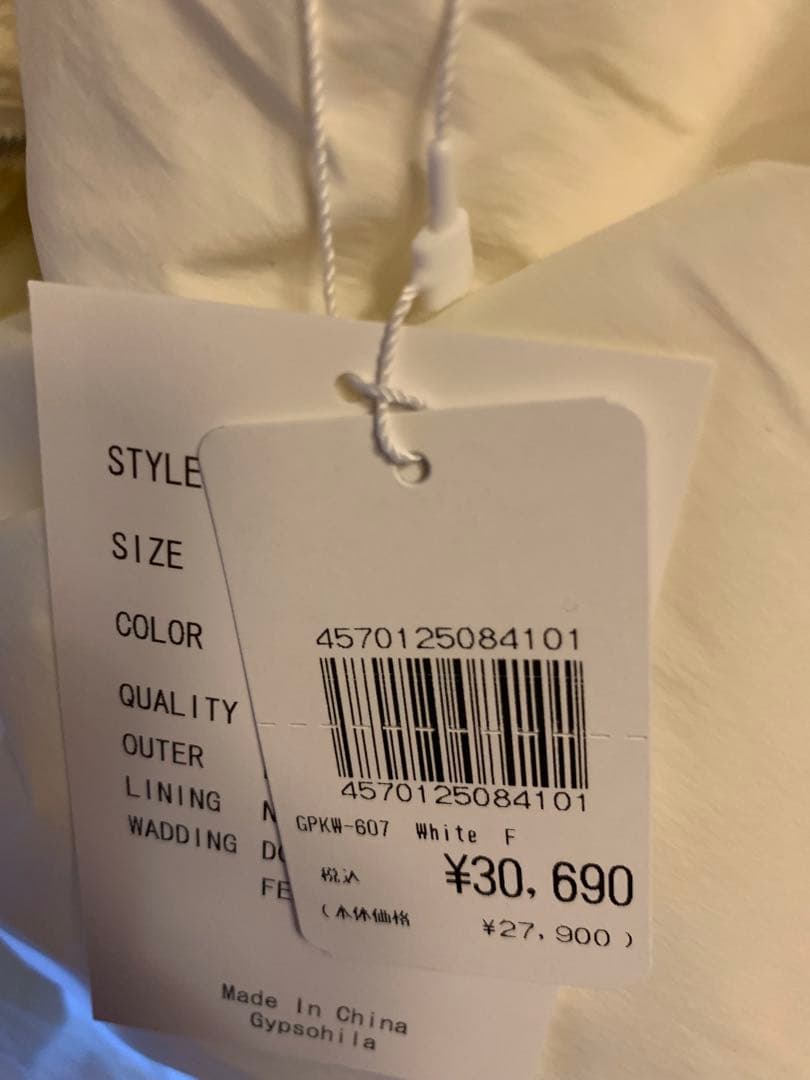 STYLE
SIZE
COLOR
QUALITY
OUTER
LINING N
WADDING D
FE
4570125084101
4570125084101
GPKW-607 White F
税込 ¥30,690
(本体価格 ¥27,900)
Made In China
Gypsohila